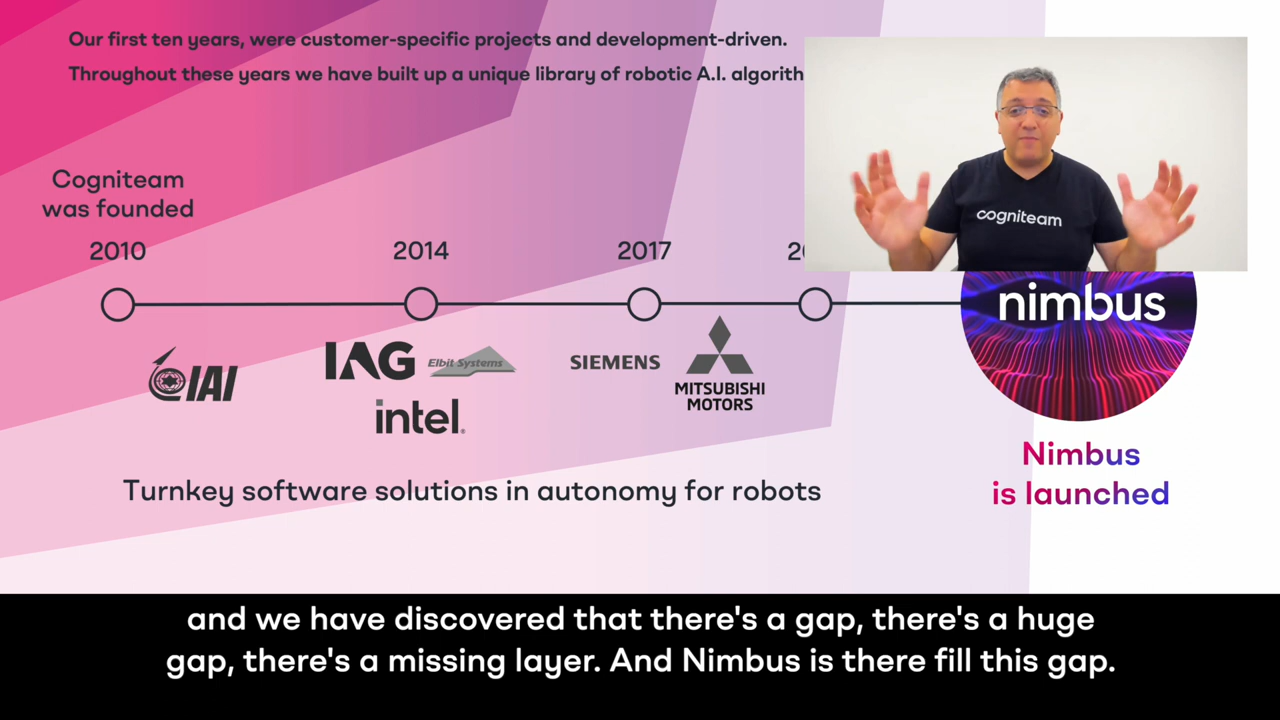 Our first ten years, were customer-specific projects and development-driven.
Throughout these years we have built up a unique library of robotic A.I. algorith
Cogniteam
was founded
2010
2014
2017
20
cogniteam
nimbus
IAI
IAG
Elbit Systems
intel.
SIEMENS
MITSUBISHI
MOTORS
Nimbus
is launched
Turnkey software solutions in autonomy for robots
and we have discovered that there's a gap, there's a huge
gap, there's a missing layer. And Nimbus is there fill this gap.